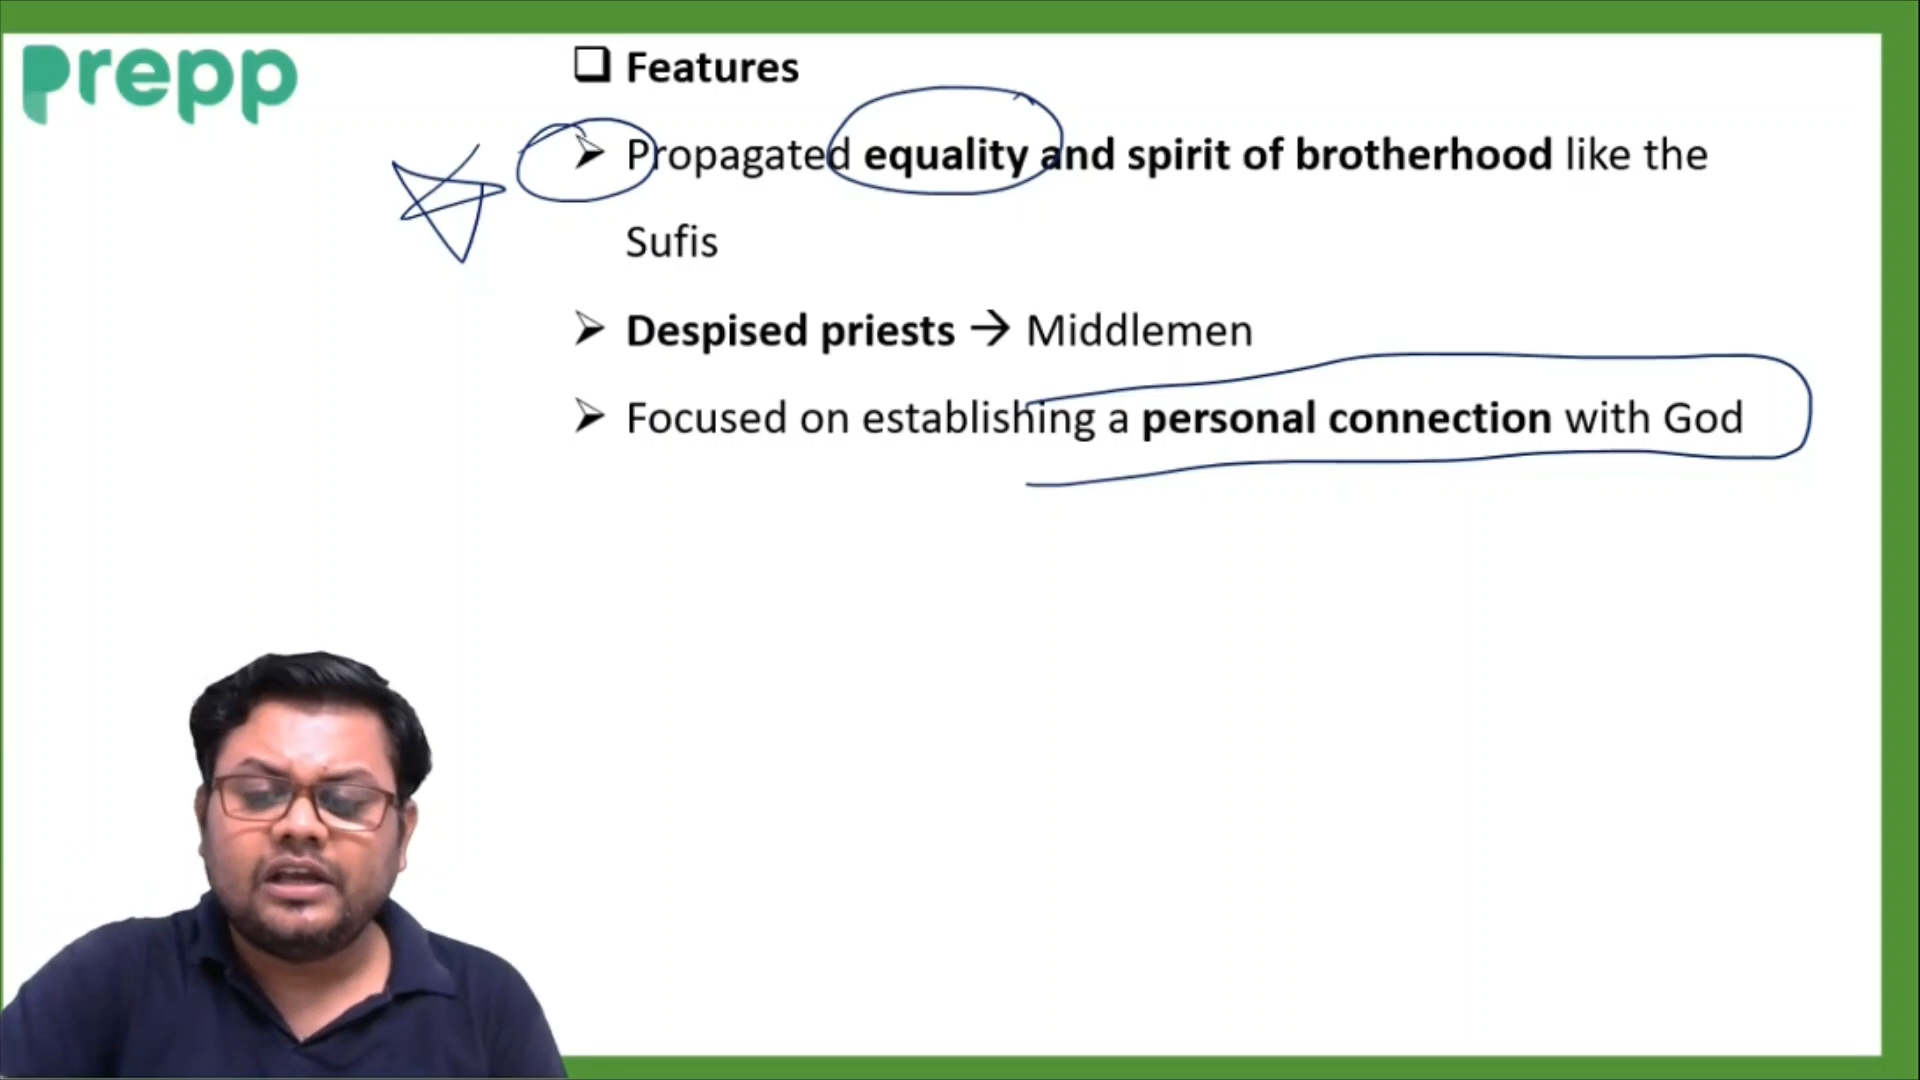 prepp
❑ Features
➢ Propagated equality and spirit of brotherhood like the
Sufis
➢ Despised priests → Middlemen
➢ Focused on establishing a personal connection with God